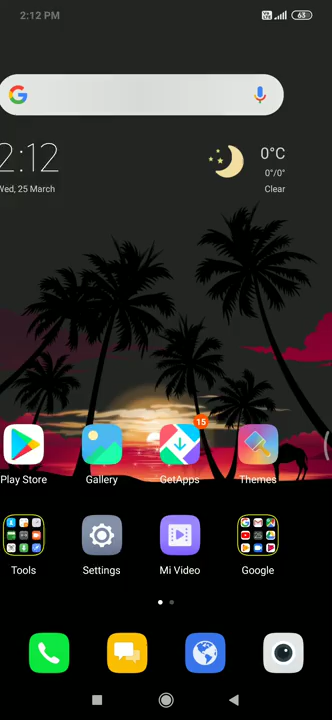 2:12 PM
63
2:12
0°C
0°/0°
Wed, 25 March
Clear
15
Play Store
Gallery
GetApps
Themes
Tools
Settings
Mi Video
Google